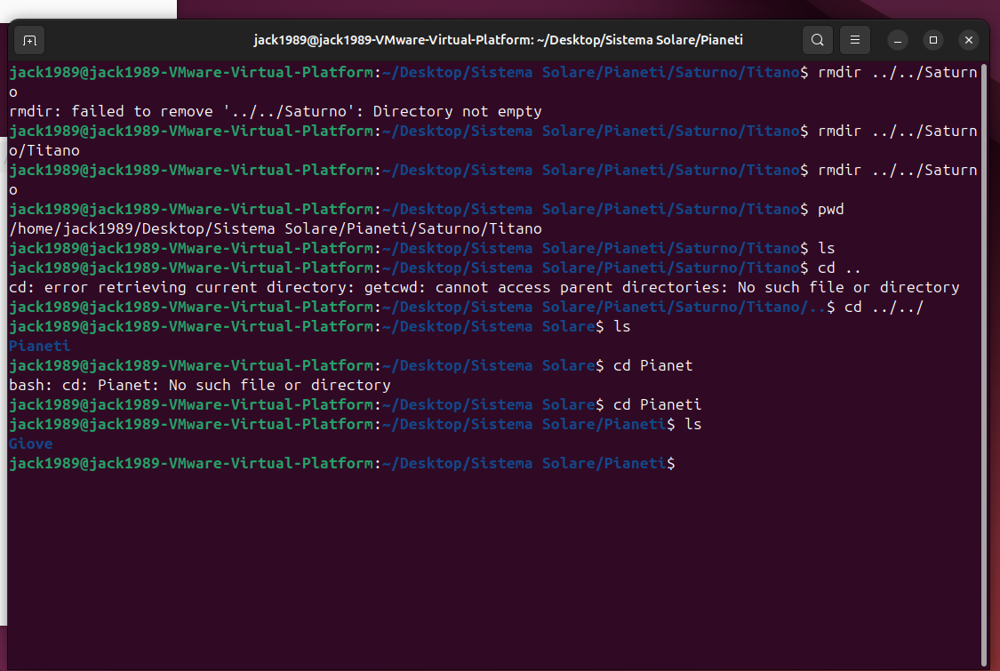 jack1989@jack1989-VMware-Virtual-Platform: ~/Desktop/Sistema Solare/Pianeti
jack1989@jack1989-VMware-Virtual-Platform:~/Desktop/Sistema Solare/Pianeti/Saturno/Titano$ rmdir ../../Saturn
o
rmdir: failed to remove '../../Saturno': Directory not empty
jack1989@jack1989-VMware-Virtual-Platform:~/Desktop/Sistema Solare/Pianeti/Saturno/Titano$ rmdir ../../Saturn
o/Titano
jack1989@jack1989-VMware-Virtual-Platform:~/Desktop/Sistema Solare/Pianeti/Saturno/Titano$ rmdir ../../Saturn
o
jack1989@jack1989-VMware-Virtual-Platform:~/Desktop/Sistema Solare/Pianeti/Saturno/Titano$ pwd
/home/jack1989/Desktop/Sistema Solare/Pianeti/Saturno/Titano
jack1989@jack1989-VMware-Virtual-Platform:~/Desktop/Sistema Solare/Pianeti/Saturno/Titano$ ls
jack1989@jack1989-VMware-Virtual-Platform:~/Desktop/Sistema Solare/Pianeti/Saturno/Titano$ cd ..
cd: error retrieving current directory: getcwd: cannot access parent directories: No such file or directory
jack1989@jack1989-VMware-Virtual-Platform:~/Desktop/Sistema Solare/Pianeti/Saturno/Titano/..$ cd ../../
jack1989@jack1989-VMware-Virtual-Platform:~/Desktop/Sistema Solare$ ls
Pianeti
jack1989@jack1989-VMware-Virtual-Platform:~/Desktop/Sistema Solare$ cd Pianet
bash: cd: Pianet: No such file or directory
jack1989@jack1989-VMware-Virtual-Platform:~/Desktop/Sistema Solare$ cd Pianeti
jack1989@jack1989-VMware-Virtual-Platform:~/Desktop/Sistema Solare/Pianeti$ ls
Giove
jack1989@jack1989-VMware-Virtual-Platform:~/Desktop/Sistema Solare/Pianeti$